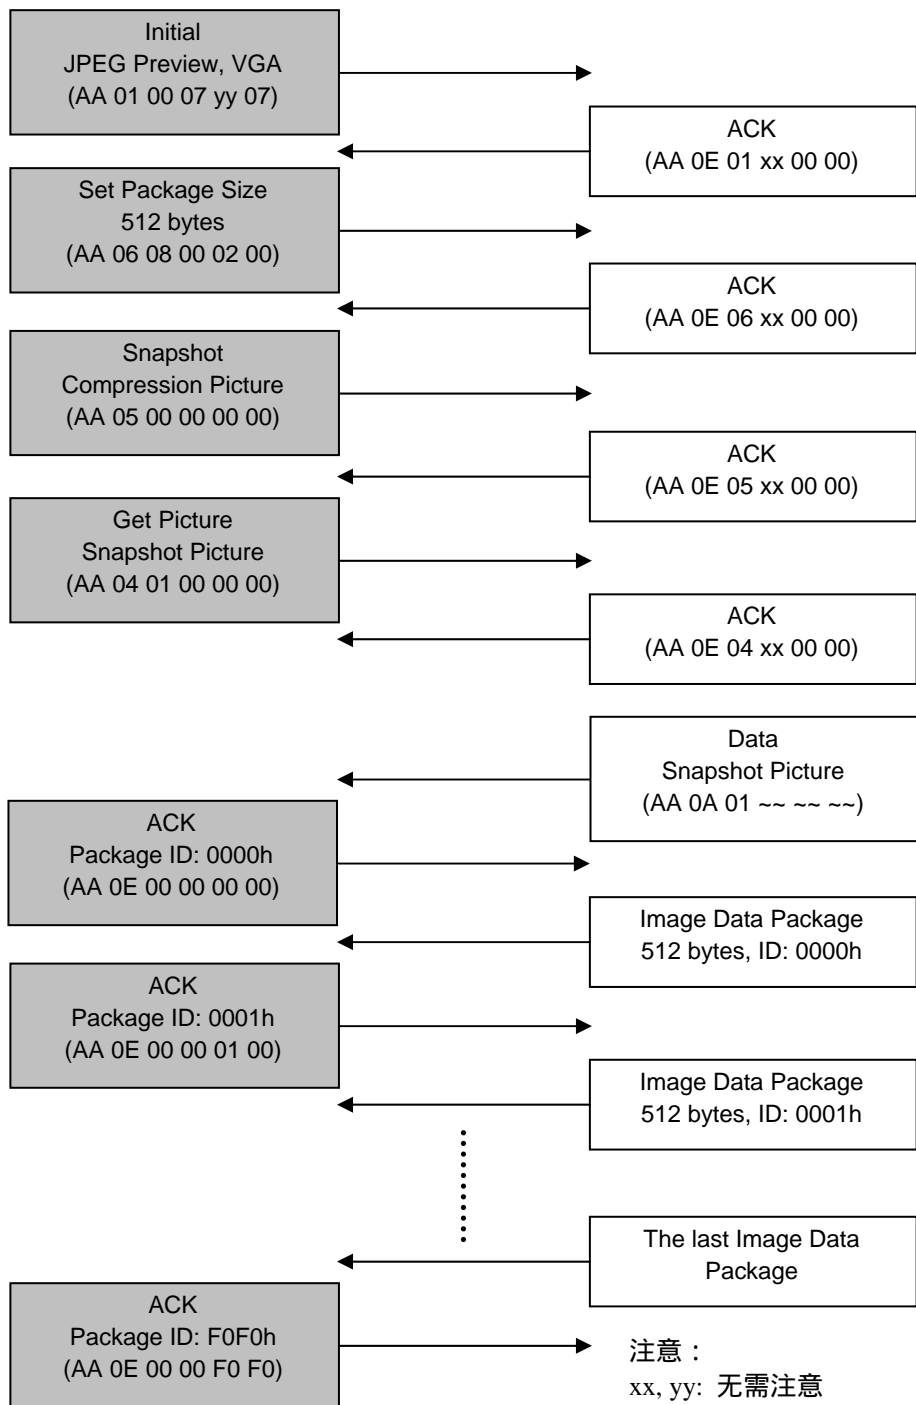 Initial
JPEG Preview, VGA
(AA 01 00 07 yy 07)
ACK
(AA 0E 01 xx 00 00)
Set Package Size
512 bytes
(AA 06 08 00 02 00)
ACK
(AA 0E 06 xx 00 00)
Snapshot
Compression Picture
(AA 05 00 00 00 00)
ACK
(AA 0E 05 xx 00 00)
Get Picture
Snapshot Picture
(AA 04 01 00 00 00)
ACK
(AA 0E 04 xx 00 00)
Data
Snapshot Picture
(AA 0A 01 ~~ ~~ ~~)
ACK
Package ID: 0000h
(AA 0E 00 00 00 00)
Image Data Package
512 bytes, ID: 0000h
ACK
Package ID: 0001h
(AA 0E 00 00 01 00)
Image Data Package
512 bytes, ID: 0001h
The last Image Data
Package
ACK
Package ID: F0F0h
(AA 0E 00 00 F0 F0)
注意：
xx, yy: 无需注意